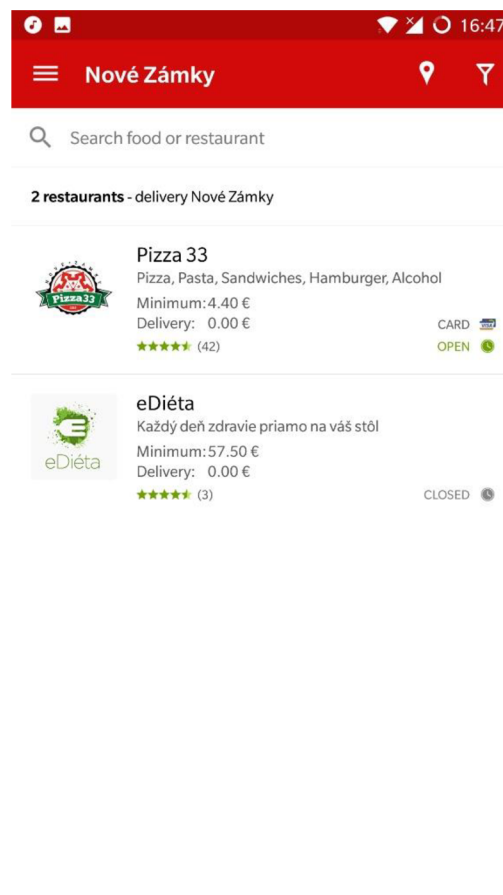 16:47
Nové Zámky
Search food or restaurant
2 restaurants - delivery Nové Zámky
Pizza 33
Pizza, Pasta, Sandwiches, Hamburger, Alcohol
Pizza33
Minimum: 4.40 €
Delivery: 0.00 €
CARD VISA
(42)
OPEN
eDiéta
Každý deň zdravie priamo na váš stôl
eDiéta
Minimum: 57.50 €
Delivery: 0.00 €
(3)
CLOSED